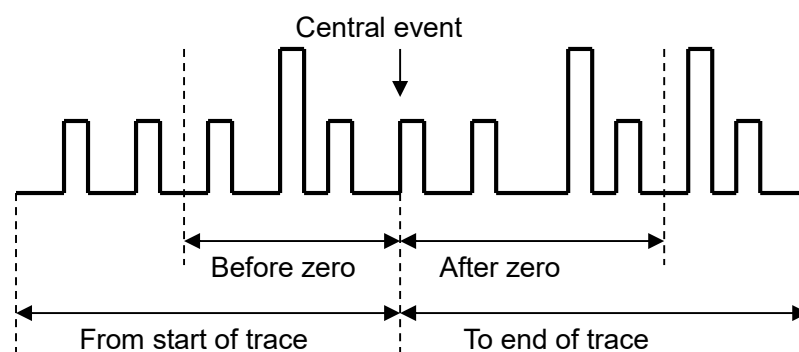 Central event
Before zero
After zero
From start of trace
To end of trace